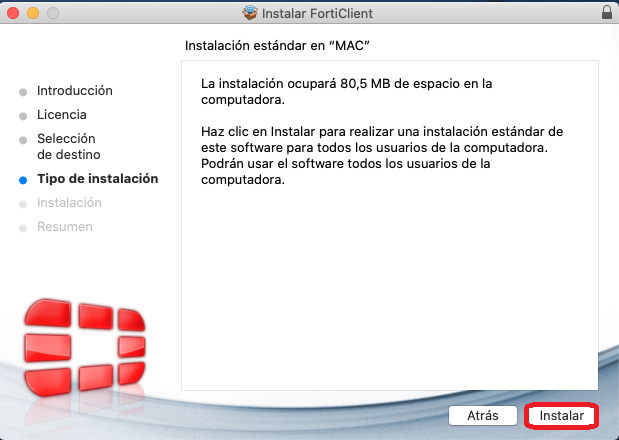 Instalar FortiClient
Instalación estándar en “MAC”
Introducción
Licencia
Selección
de destino
Tipo de instalación
Instalación
Resumen
La instalación ocupará 80,5 MB de espacio en la
computadora.
Haz clic en Instalar para realizar una instalación estándar de
este software para todos los usuarios de la computadora.
Podrán usar el software todos los usuarios de la
computadora.
Atrás
Instalar